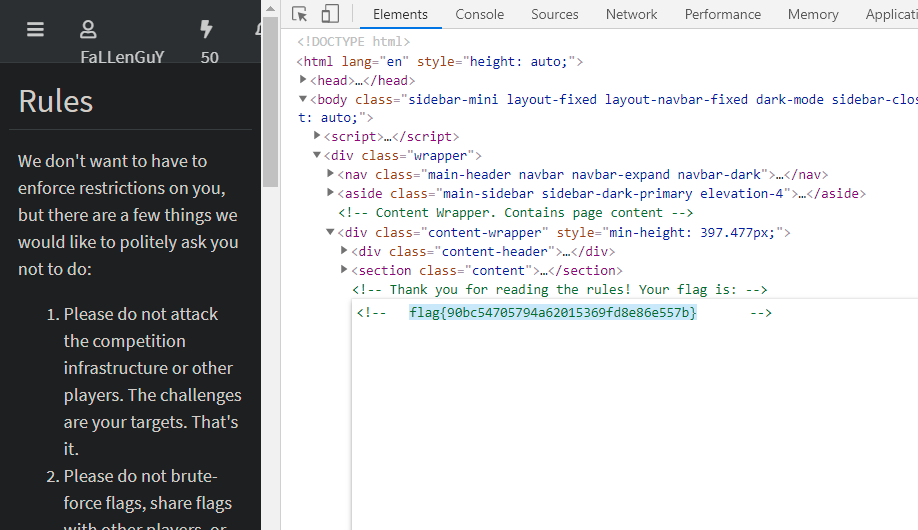 FaLLenGuY
50
Rules
We don't want to have to
enforce restrictions on you,
but there are a few things we
would like to politely ask you
not to do:
1. Please do not attack
the competition
infrastructure or other
players. The challenges
are your targets. That's
it.
2. Please do not brute-
force flags, share flags
with other players, or
Elements Console Sources Network Performance Memory Applicati
<!DOCTYPE html>
<html lang="en" style="height: auto;">
<head>…</head>
<body class="sidebar-mini layout-fixed layout-navbar-fixed dark-mode sidebar-clos
t: auto;">
<script>…</script>
<div class="wrapper">
<nav class="main-header navbar navbar-expand navbar-dark">…</nav>
<aside class="main-sidebar sidebar-dark-primary elevation-4">…</aside>
<!-- Content Wrapper. Contains page content -->
<div class="content-wrapper" style="min-height: 397.477px;">
<div class="content-header">…</div>
<section class="content">…</section>
<!-- Thank you for reading the rules! Your flag is: -->
<!-- flag{90bc54705794a62015369fd8e86e557b} -->